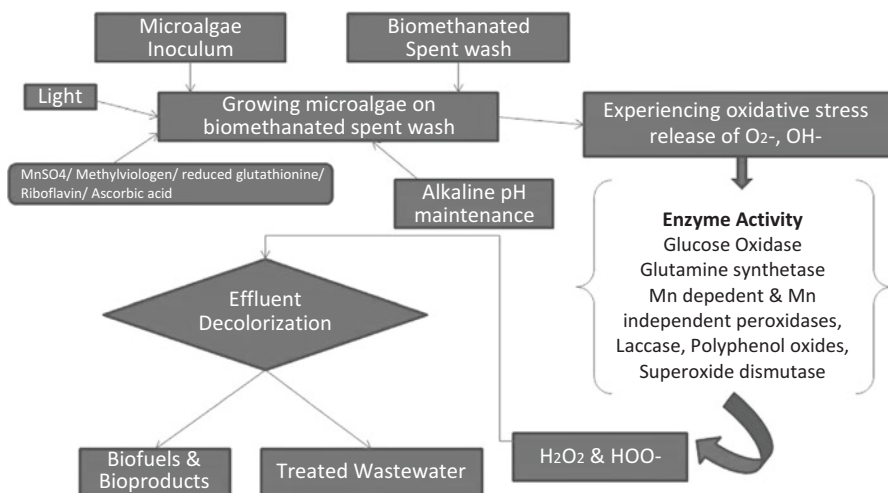 Microalgae
Inoculum
Biomethanated
Spent wash
Light
Growing microalgae on
biomethanated spent wash
Experiencing oxidative stress
release of O2-, OH-
MnSO4/ Methylviologen/ reduced glutathionine/
Riboflavin/ Ascorbic acid
Alkaline pH
maintenance
Enzyme Activity
Glucose Oxidase
Glutamine synthetase
Mn depedent & Mn
independent peroxidases,
Laccase, Polyphenol oxides,
Superoxide dismutase
Effluent
Decolorization
Biofuels &
Bioproducts
Treated Wastewater
H2O2 & HOO-